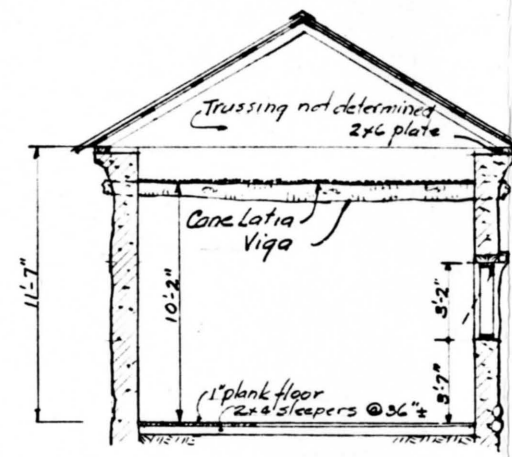 Trussing not determined
2x6 plate
Cane Latia
Viga
11'-7"
10'-2"
3'-2"
3'-7"
1" plank floor
2x4 sleepers @ 36" ±